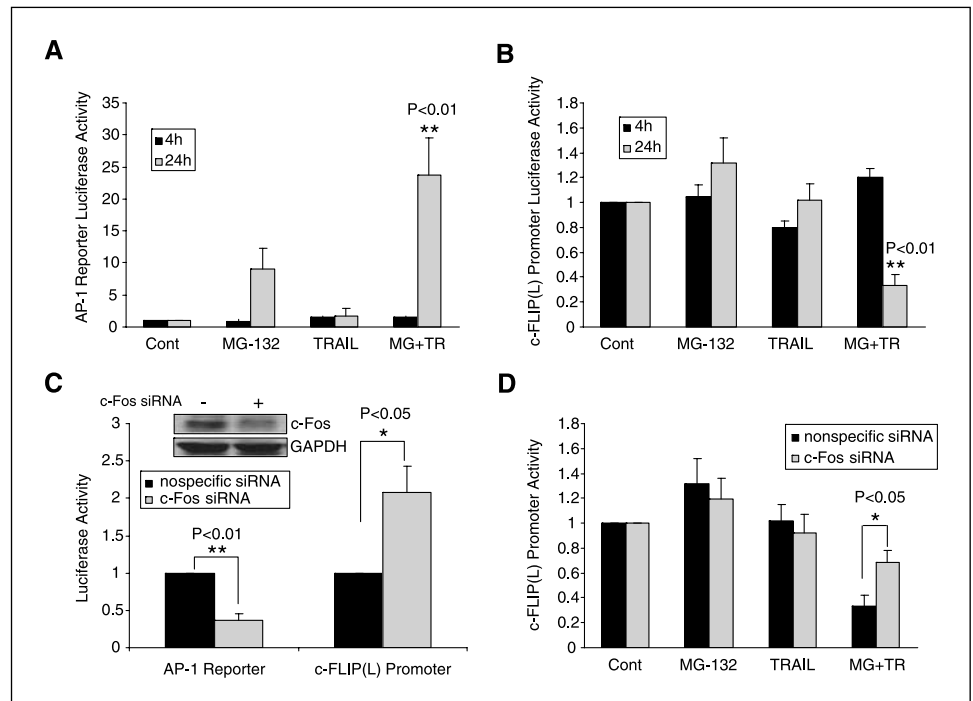 A
AP-1 Reporter Luciferase Activity
35
30
25
20
15
10
5
0
4h
24h
P<0.01
**
Cont MG-132 TRAIL MG+TR
B
c-FLIP(L) Promoter Luciferase Activity
1.8
1.6
1.4
1.2
1
0.8
0.6
0.4
0.2
0
4h
24h
P<0.01
**
Cont MG-132 TRAIL MG+TR
C
c-Fos siRNA - +
c-Fos
GAPDH
Luciferase Activity
3
2.5
2
1.5
1
0.5
0
nospecific siRNA
c-Fos siRNA
P<0.01
**
P<0.05
*
AP-1 Reporter c-FLIP(L) Promoter
D
c-FLIP(L) Promoter Activity
1.8
1.6
1.4
1.2
1
0.8
0.6
0.4
0.2
0
nonspecific siRNA
c-Fos siRNA
P<0.05
*
Cont MG-132 TRAIL MG+TR